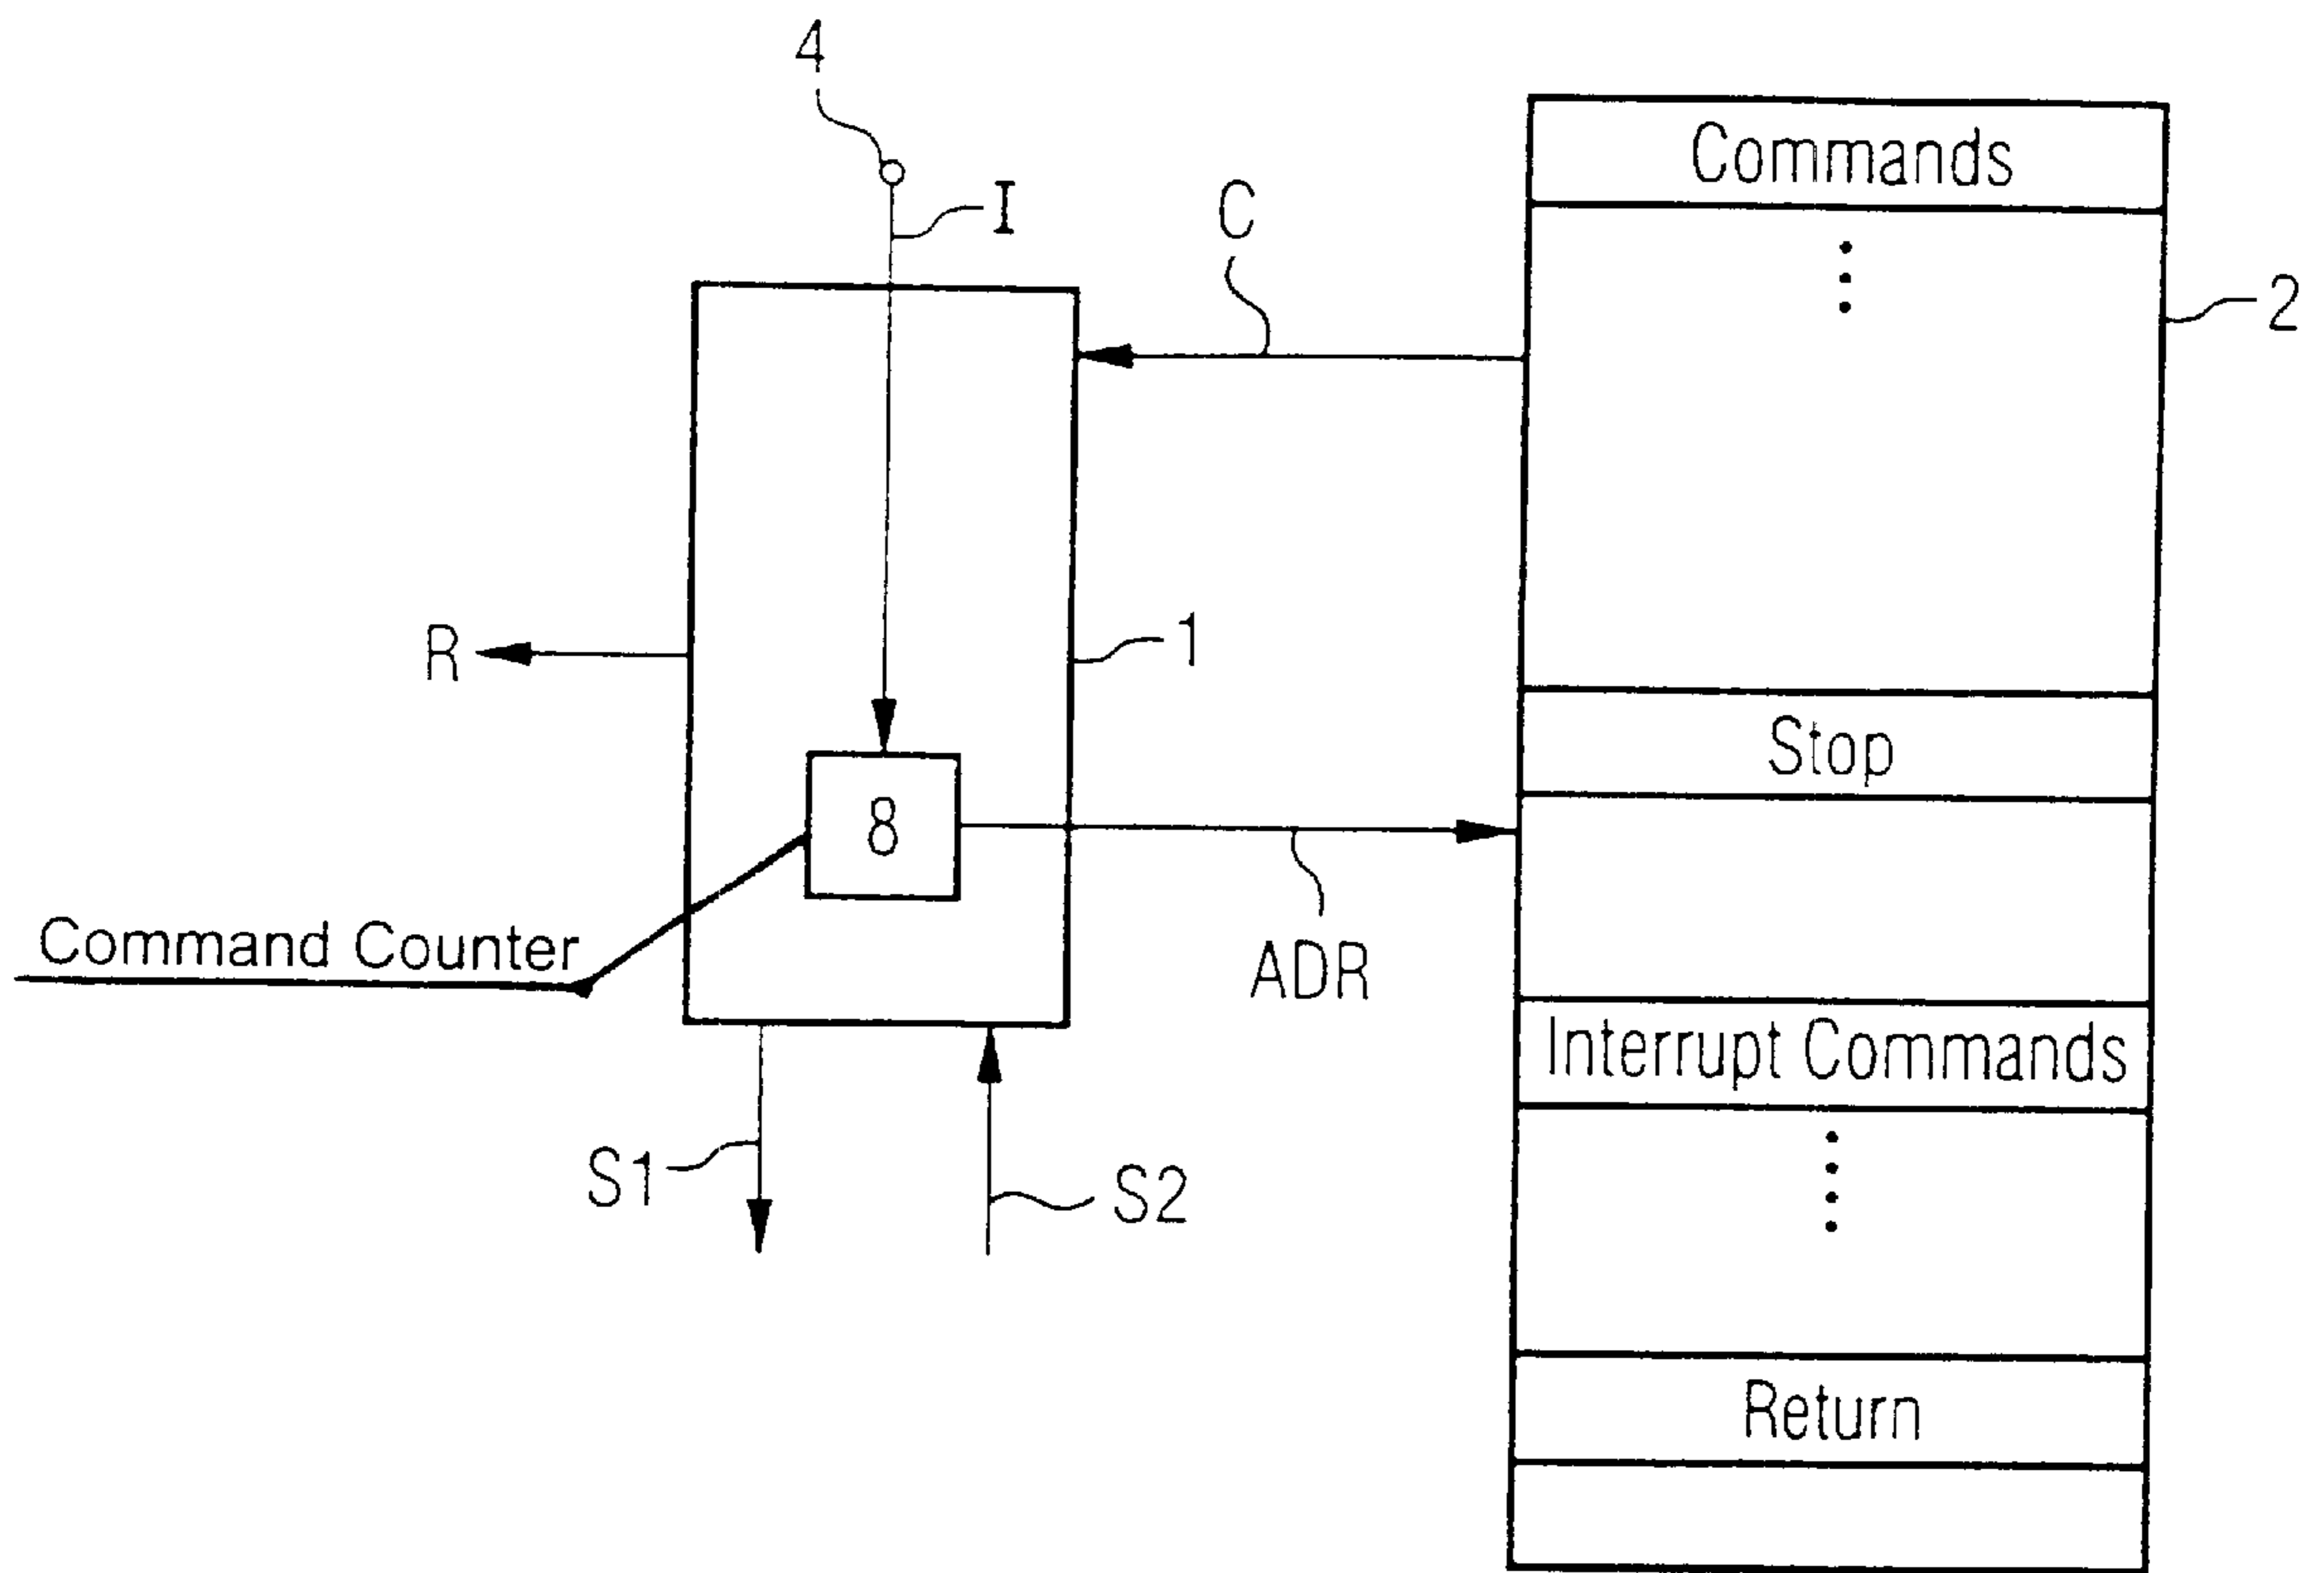 4
I
C
Commands
2
R
1
Stop
8
Command Counter
ADR
Interrupt Commands
S1
S2
Return